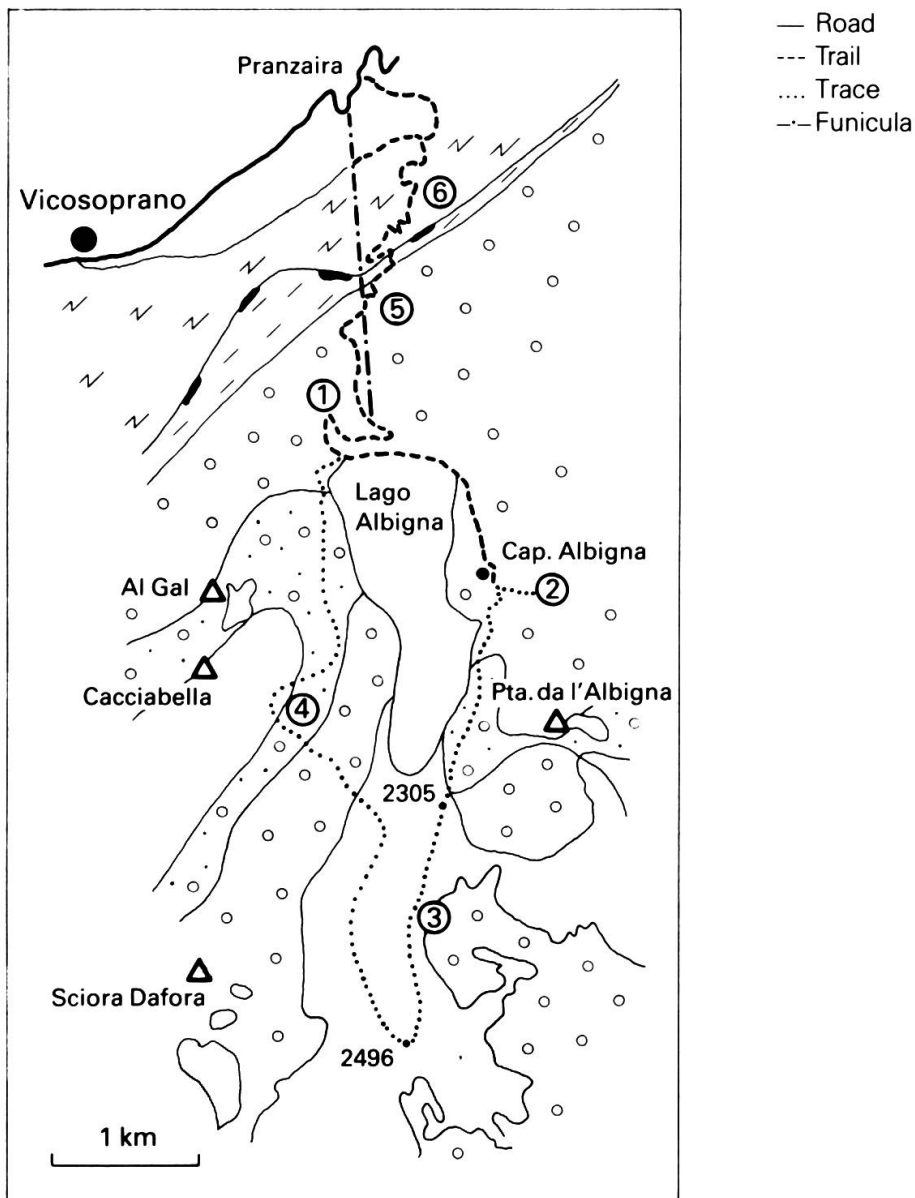 Road
Trail
Trace
Funicula
Pranzaira
Vicosoprano
6
5
1
Lago
Albigna
Cap. Albigna
2
Al Gal
Cacciabella
Pta. da l'Albigna
4
2305
3
Sciora Dafora
2496
1 km